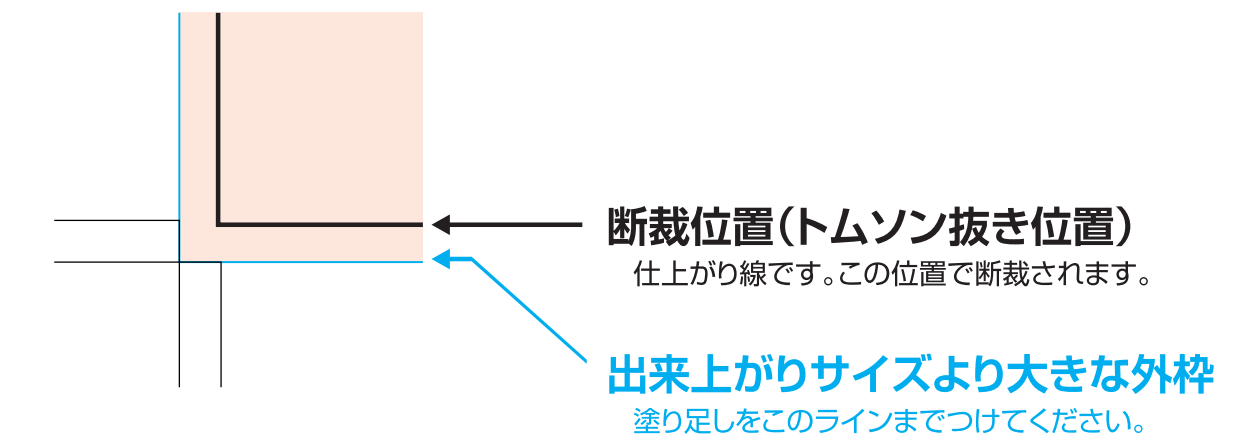 断裁位置（トムソン抜き位置）
仕上がり線です。この位置で断裁されます。
出来上がりサイズより大きな外枠
塗り足しをこのラインまでつけてください。